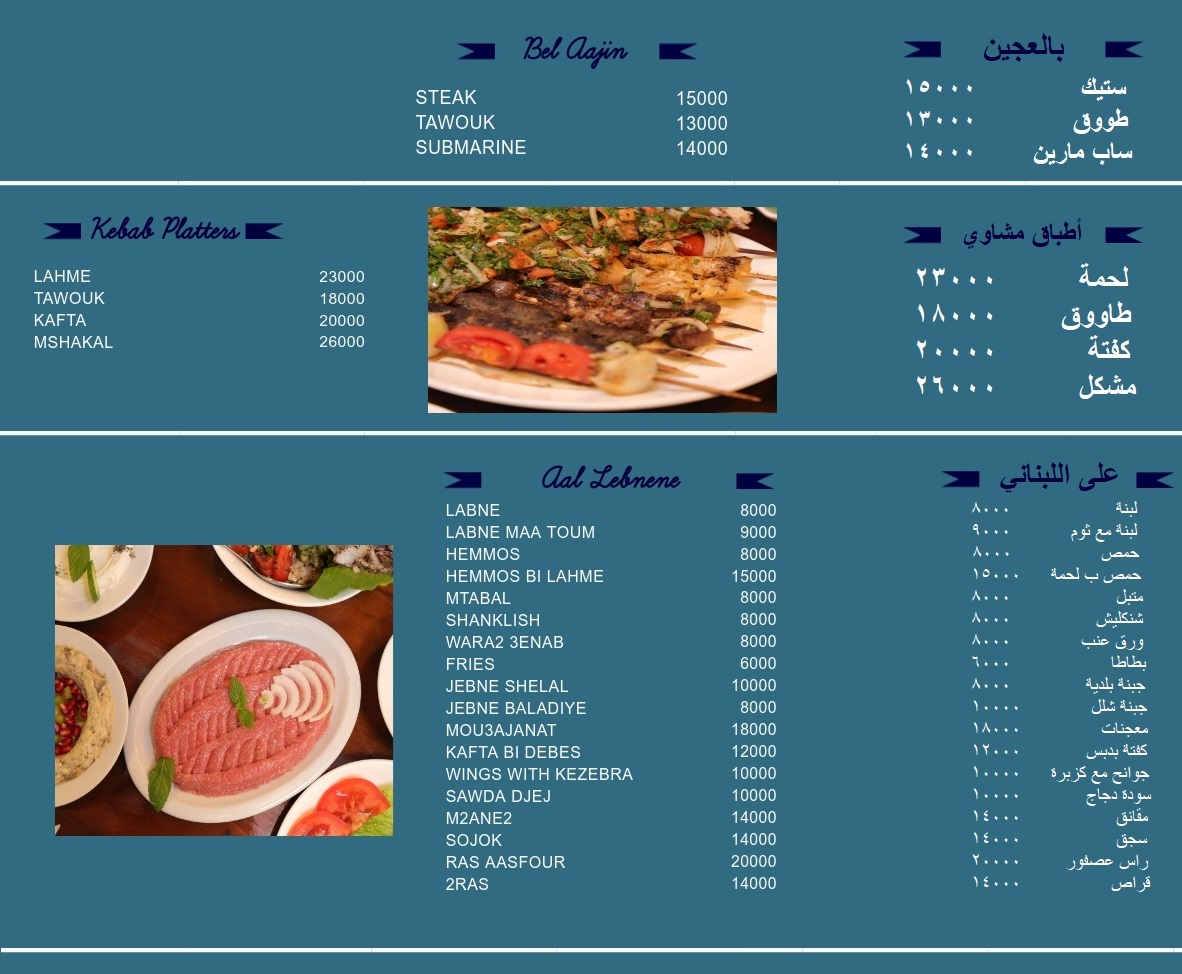 Bel Aajin
STEAK 15000
TAWOUK 13000
SUBMARINE 14000
بالعجين
ستيك ١٥٠٠٠
طووق ١٣٠٠٠
ساب مارين ١٤٠٠٠
Kebab Platters
LAHME 23000
TAWOUK 18000
KAFTA 20000
MSHAKAL 26000
أطباق مشاوي
لحمة ٢٣٠٠٠
طاووق ١٨٠٠٠
كفتة ٢٠٠٠٠
مشكل ٢٦٠٠٠
Aal Lebnene
LABNE 8000
LABNE MAA TOUM 9000
HEMMOS 8000
HEMMOS BI LAHME 15000
MTABAL 8000
SHANKLISH 8000
WARA2 3ENAB 8000
FRIES 6000
JEBNE SHELAL 10000
JEBNE BALADIYE 8000
MOU3AJANAT 18000
KAFTA BI DEBES 12000
WINGS WITH KEZEBRA 10000
SAWDA DJEJ 10000
M2ANE2 14000
SOJOK 14000
RAS AASFOUR 20000
2RAS 14000
على اللبناني
لبنة ٨٠٠٠
لبنة مع ثوم ٩٠٠٠
حمص ٨٠٠٠
حمص ب لحمة ١٥٠٠٠
متبل ٨٠٠٠
شنكليش ٨٠٠٠
ورق عنب ٨٠٠٠
بطاطا ٦٠٠٠
جبنة بلدية ٨٠٠٠
جبنة شلل ١٠٠٠٠
معجنات ١٨٠٠٠
كفتة بدبس ١٢٠٠٠
جوانح مع كزبرة ١٠٠٠٠
سودة دجاج ١٠٠٠٠
مقانق ١٤٠٠٠
سجق ١٤٠٠٠
راس عصفور ٢٠٠٠٠
قراص ١٤٠٠٠